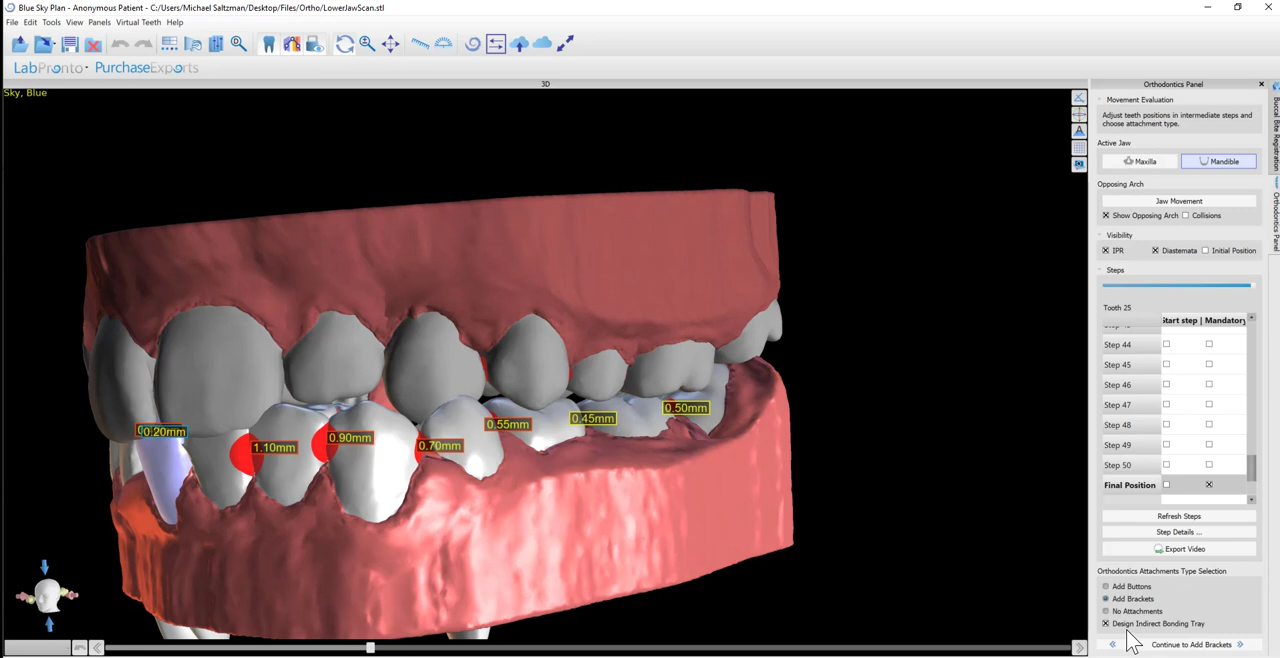 Blue Sky Plan - Anonymous Patient - C:/Users/Michael Saltzman/Desktop/Files/Ortho/LowerJawScan.stl
File Edit Tools View Panels Virtual Teeth Help
LabPronto PurchaseExports
3D
Sky, Blue
0.20mm
1.10mm
0.90mm
0.70mm
0.55mm
0.45mm
0.50mm
Orthodontics Panel
Movement Evaluation
Adjust teeth positions in intermediate steps and
choose attachment type.
Active Jaw
Maxilla Mandible
Opposing Arch
Jaw Movement
Show Opposing Arch Collisions
Visibility
IPR Diastemata Initial Position
Steps
Tooth 25
Start step | Mandatory
Step 44
Step 45
Step 46
Step 47
Step 48
Step 49
Step 50
Final Position
Refresh Steps
Step Details ...
Export Video
Orthodontics Attachments Type Selection
Add Buttons
Add Brackets
No Attachments
Design Indirect Bonding Tray
Continue to Add Brackets
Buccal Bite Registration
Orthodontics Panel